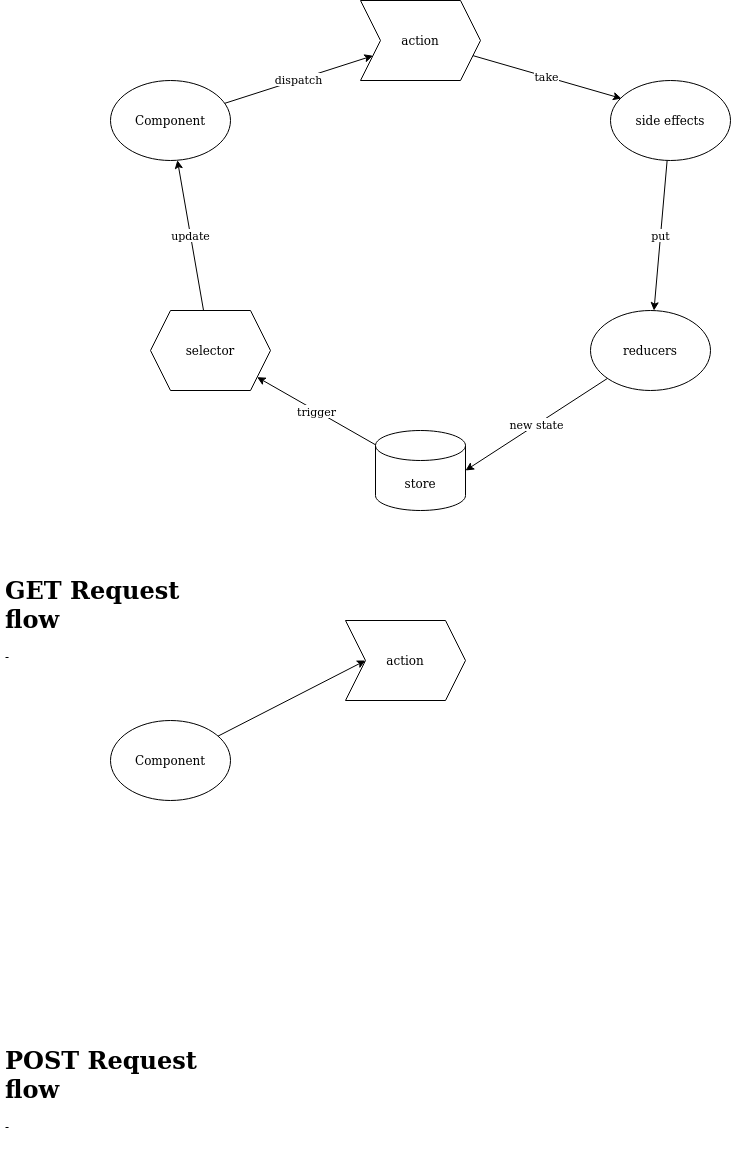 action
dispatch
take
Component
side effects
update
put
selector
reducers
trigger
new state
store
GET Request
flow
-
action
Component
POST Request
flow
-